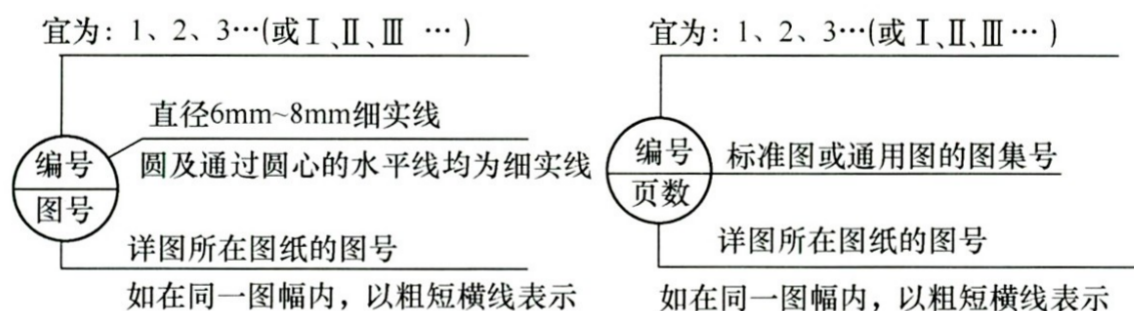 宜为：1、2、3…(或Ⅰ、Ⅱ、Ⅲ …)
直径6mm~8mm细实线
编号
圆及通过圆心的水平线均为细实线
图号
详图所在图纸的图号
如在同一图幅内，以粗短横线表示
宜为：1、2、3…(或Ⅰ、Ⅱ、Ⅲ…)
编号
标准图或通用图的图集号
页数
详图所在图纸的图号
如在同一图幅内，以粗短横线表示